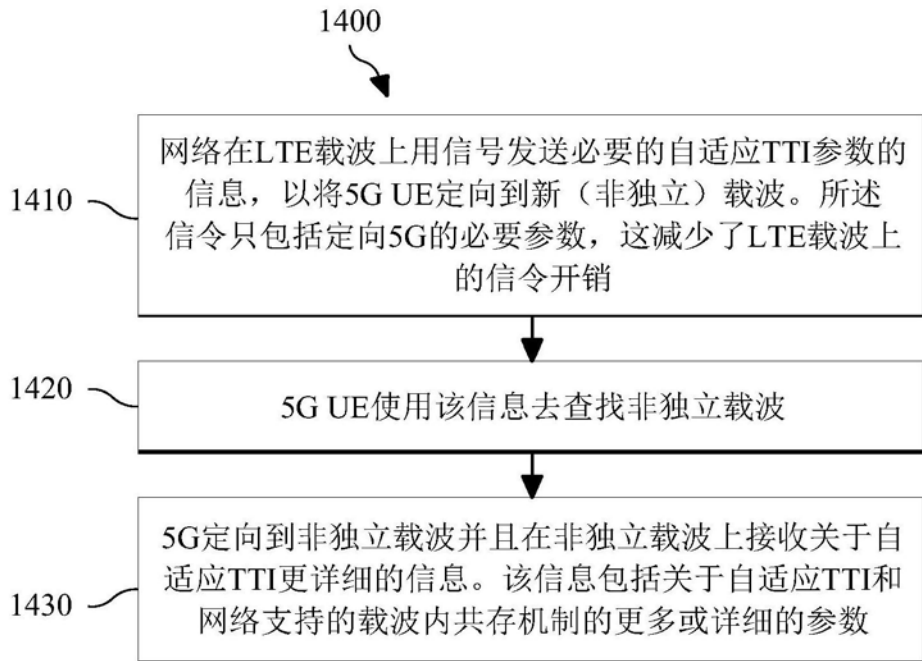 1400
网络在LTE载波上用信号发送必要的自适应TTI参数的
信息，以将5G UE定向到新（非独立）载波。所述
信令只包括定向5G的必要参数，这减少了LTE载波上
的信令开销
1410
5G UE使用该信息去查找非独立载波
1420
5G定向到非独立载波并且在非独立载波上接收关于自
适应TTI更详细的信息。该信息包括关于自适应TTI和
网络支持的载波内共存机制的更多或详细的参数
1430